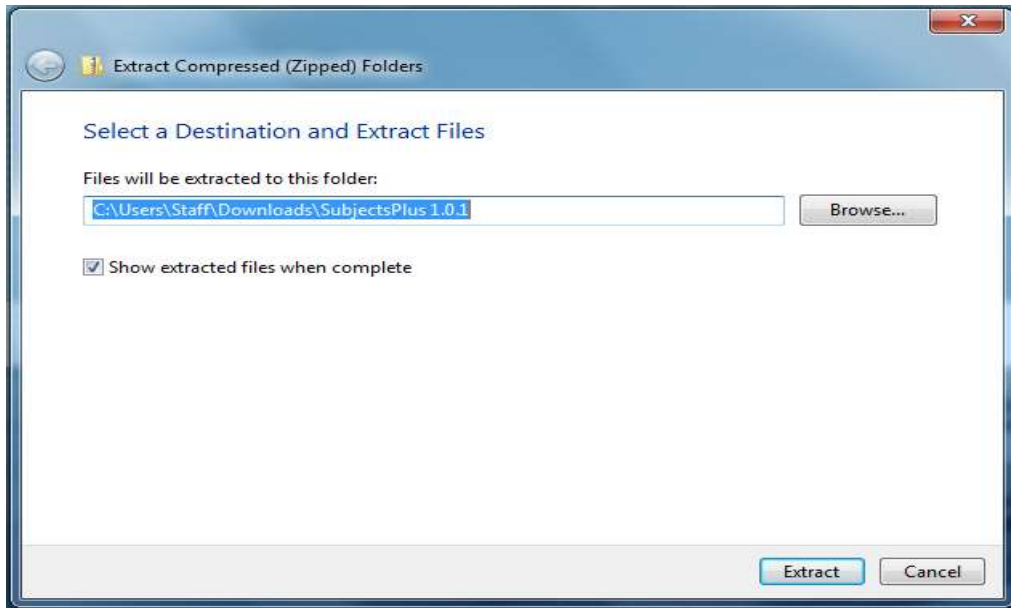 Extract Compressed (Zipped) Folders
Select a Destination and Extract Files
Files will be extracted to this folder:
C:\Users\Staff\Downloads\SubjectsPlus 1.0.1
Browse...
Show extracted files when complete
Extract
Cancel